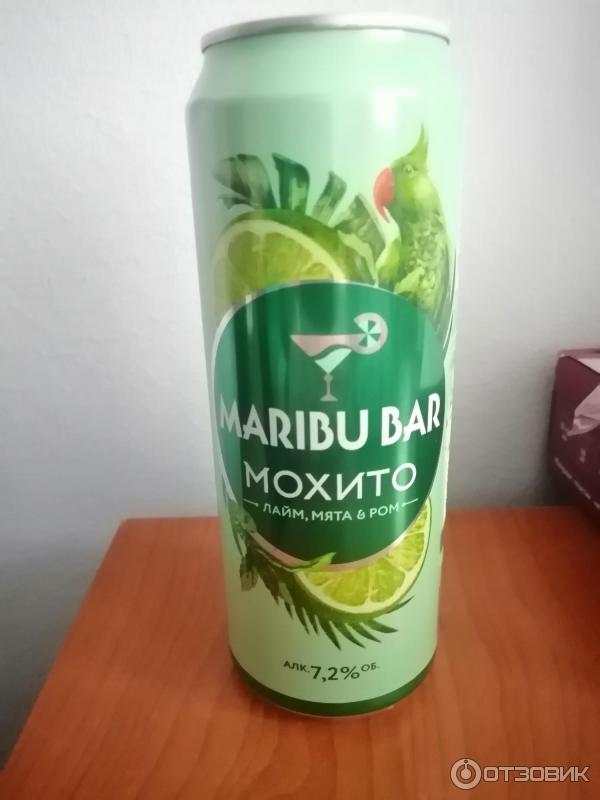 MARIBU BAR
МОХИТО
ЛАЙМ, МЯТА & РОМ
АЛК. 7,2% ОБ.
ОТЗОВИК